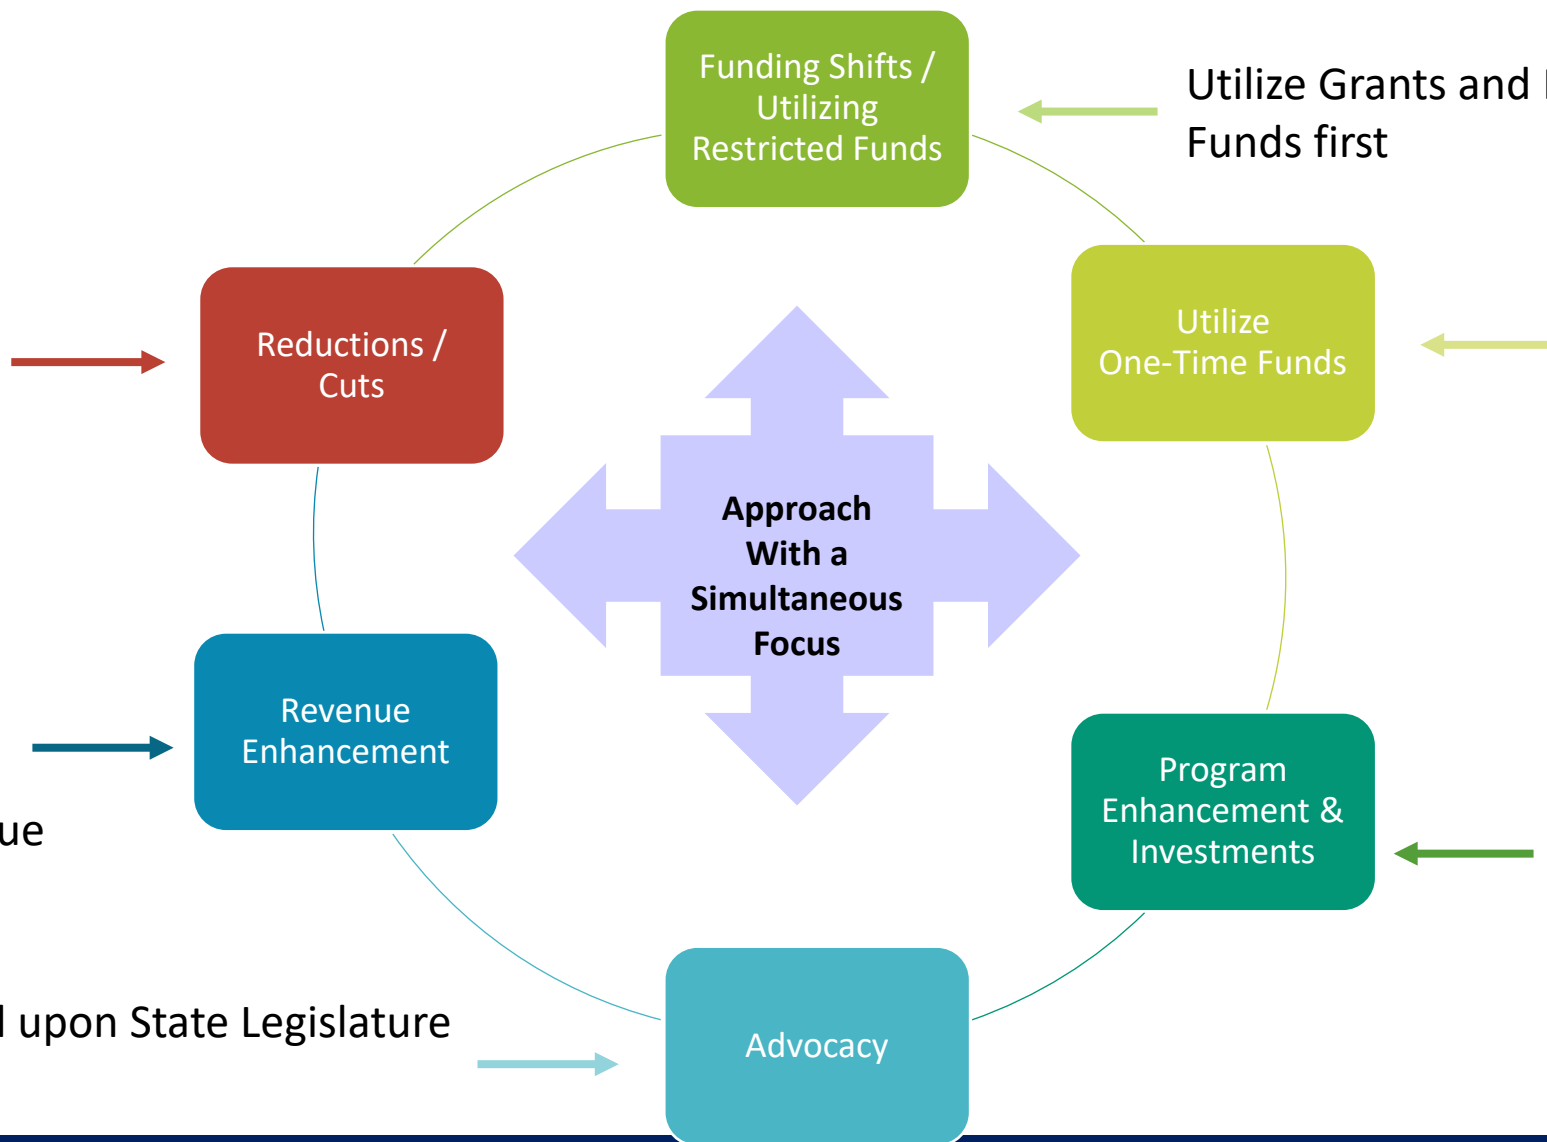 Funding Shifts /
Utilizing
Restricted Funds
Utilize Grants and
Funds first
Reductions /
Cuts
Utilize
One-Time Funds
Approach
With a
Simultaneous
Focus
Revenue
Enhancement
Program
Enhancement &
Investments
upon State Legislature
Advocacy